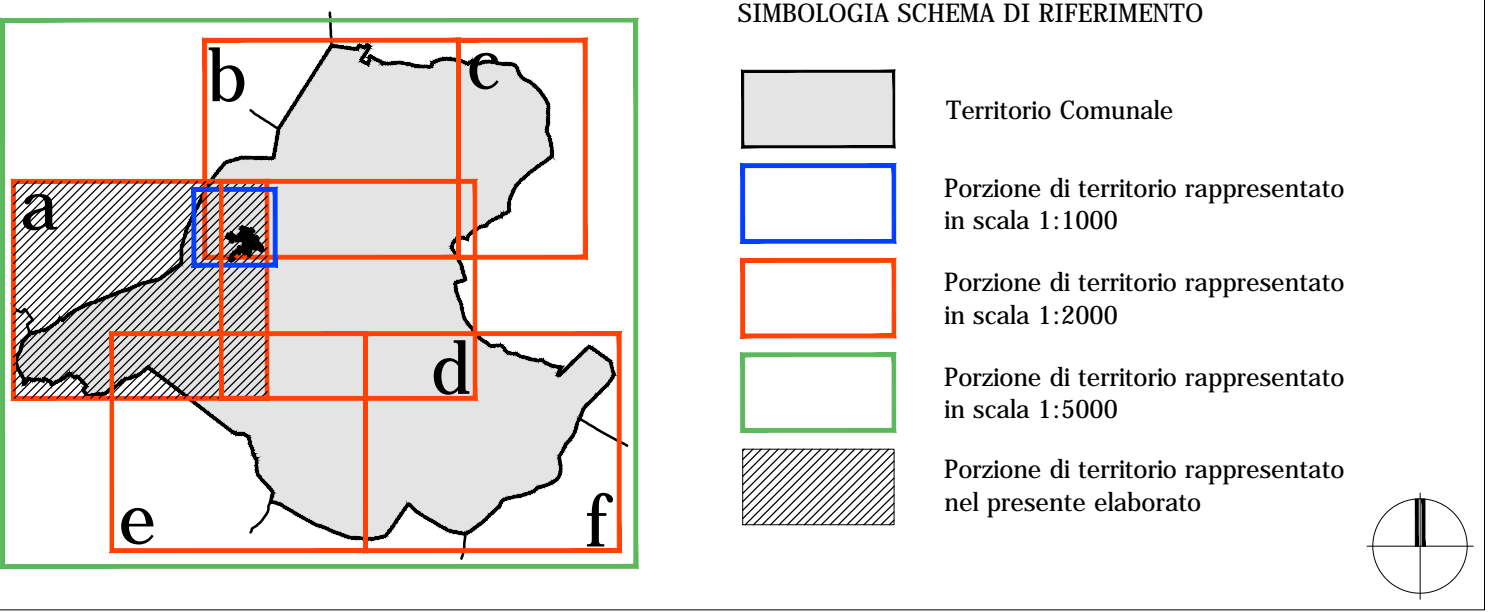 SIMBOLOGIA SCHEMA DI RIFERIMENTO
b
c
a
d
e
f
Territorio Comunale
Porzione di territorio rappresentato
in scala 1:1000
Porzione di territorio rappresentato
in scala 1:2000
Porzione di territorio rappresentato
in scala 1:5000
Porzione di territorio rappresentato
nel presente elaborato